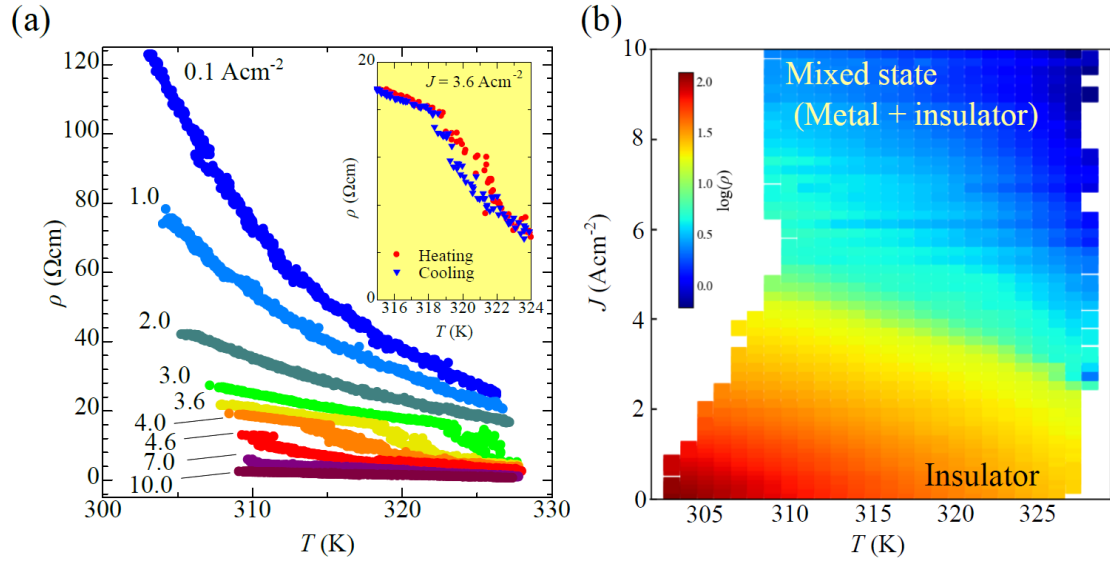 (a)
120
100
80
60
40
20
0
ρ (Ωcm)
0.1 Acm⁻²
1.0
2.0
3.0
3.6
4.0
4.6
7.0
10.0
300
310
320
330
T (K)
20
J = 3.6 Acm⁻²
ρ (Ωcm)
Heating
Cooling
0
316 318 320 322 324
T (K)
(b)
10
8
6
4
2
0
J (Acm⁻²)
Mixed state
(Metal + insulator)
2.0
1.5
1.0
0.5
0.0
log(ρ)
Insulator
305 310 315 320 325
T (K)